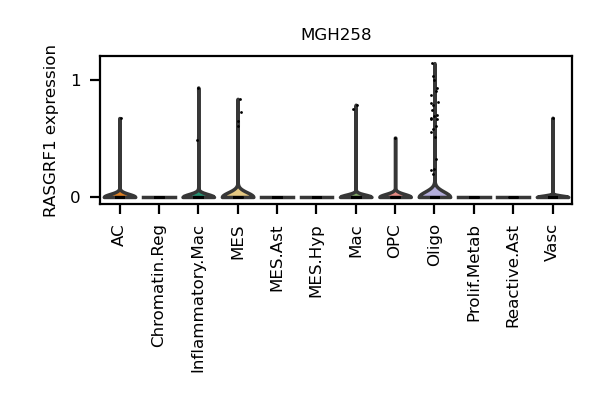 MGH258
RASGRF1 expression
1
0
AC
Chromatin.Reg
Inflammatory.Mac
MES
MES.Ast
MES.Hyp
Mac
OPC
Oligo
Prolif.Metab
Reactive.Ast
Vasc